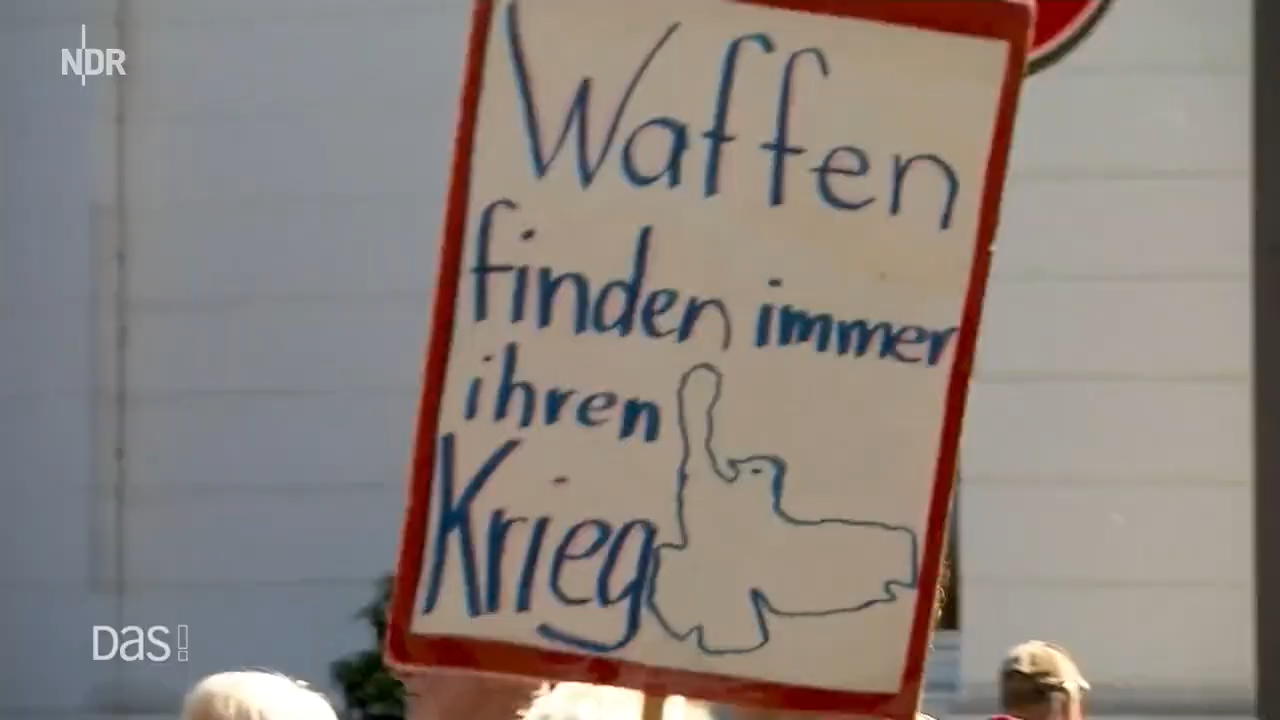 NDR
Waffen
finden immer
ihren
Krieg
Das!